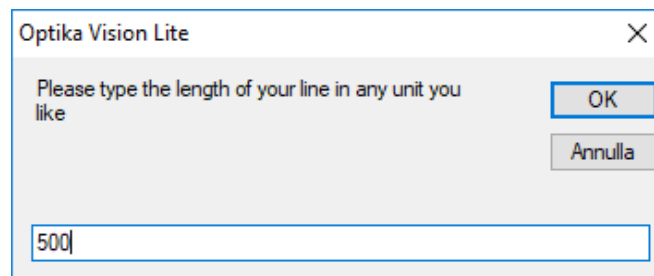 Optika Vision Lite
Please type the length of your line in any unit you
like
OK
Annulla
500